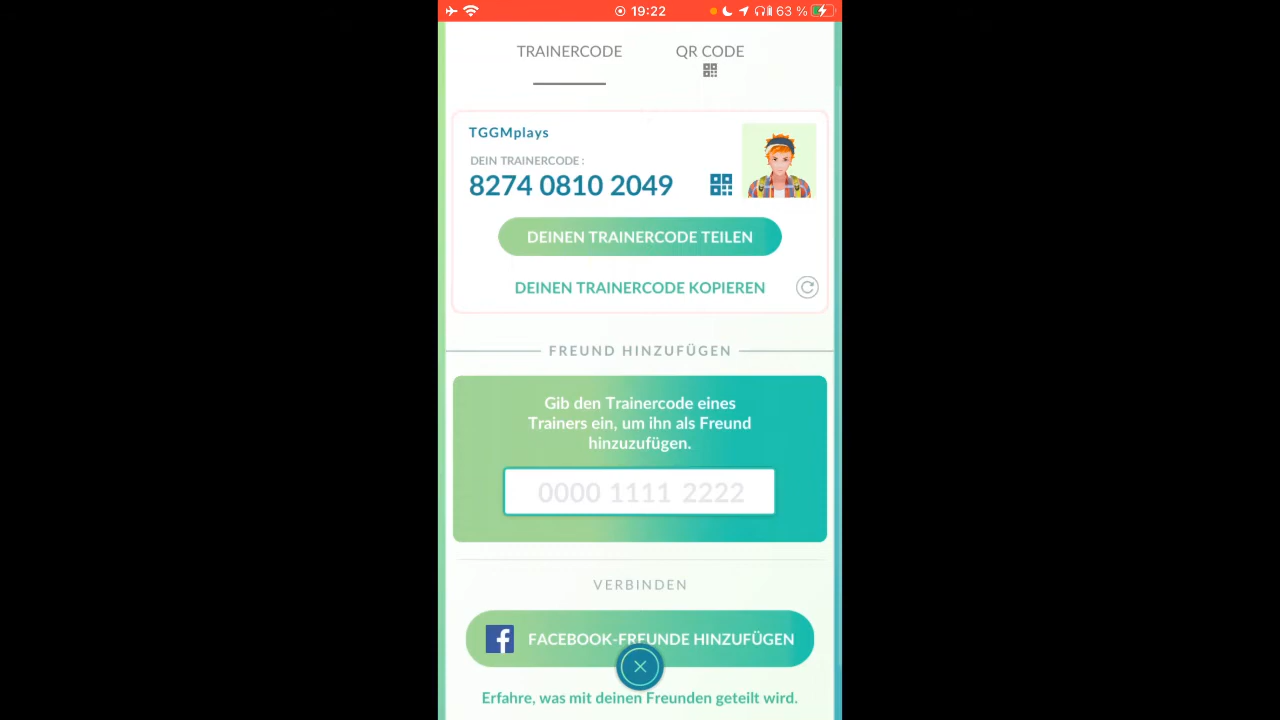 19:22
63 %
TRAINERCODE
QR CODE
TGGMplays
DEIN TRAINERCODE :
8274 0810 2049
DEINEN TRAINERCODE TEILEN
DEINEN TRAINERCODE KOPIEREN
FREUND HINZUFÜGEN
Gib den Trainercode eines
Trainers ein, um ihn als Freund
hinzuzufügen.
0000 1111 2222
VERBINDEN
FACEBOOK-FREUNDE HINZUFÜGEN
Erfahre, was mit deinen Freunden geteilt wird.